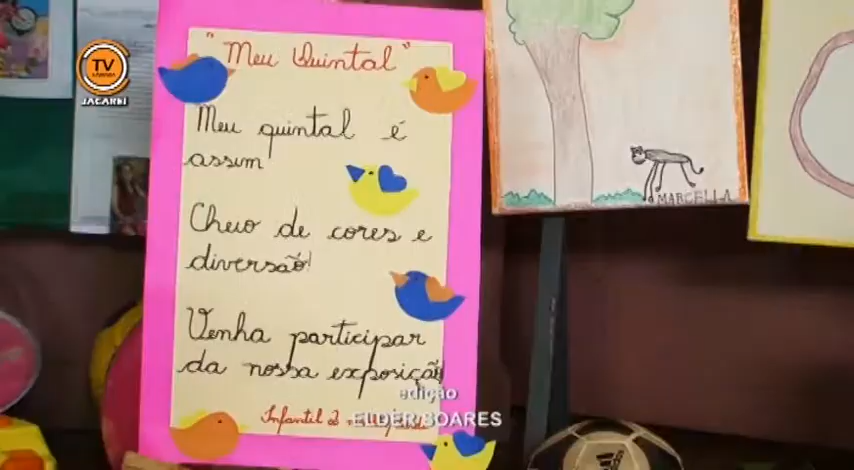 TV
JACAREÍ
"Meu Quintal"
Meu quintal é
assim
Cheio de cores e
diversão!
Venha participar
da nossa exposição
Infantil 2
edição
ELDER SOARES
MARCELLA